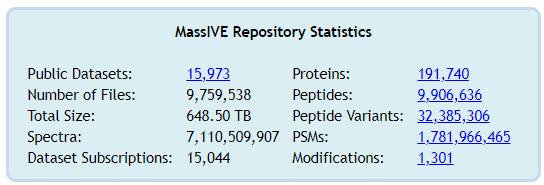 MassIVE Repository Statistics
Public Datasets: 15,973 Proteins: 191,740
Number of Files: 9,759,538 Peptides: 9,906,636
Total Size: 648.50 TB Peptide Variants: 32,385,306
Spectra: 7,110,509,907 PSMs: 1,781,966,465
Dataset Subscriptions: 15,044 Modifications: 1,301